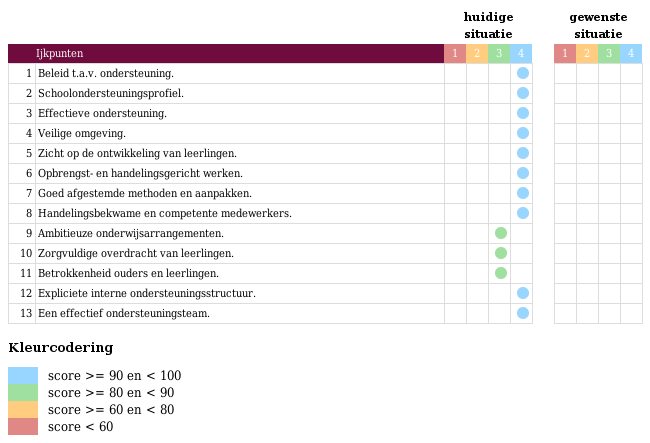 huidige situatie gewenste situatie
Ijkpunten 1 2 3 4 1 2 3 4
1 Beleid t.a.v. ondersteuning.
2 Schoolondersteuningsprofiel.
3 Effectieve ondersteuning.
4 Veilige omgeving.
5 Zicht op de ontwikkeling van leerlingen.
6 Opbrengst- en handelingsgericht werken.
7 Goed afgestemde methoden en aanpakken.
8 Handelingsbekwame en competente medewerkers.
9 Ambitieuze onderwijsarrangementen.
10 Zorgvuldige overdracht van leerlingen.
11 Betrokkenheid ouders en leerlingen.
12 Expliciete interne ondersteuningsstructuur.
13 Een effectief ondersteuningsteam.
Kleurcodering
score >= 90 en < 100
score >= 80 en < 90
score >= 60 en < 80
score < 60